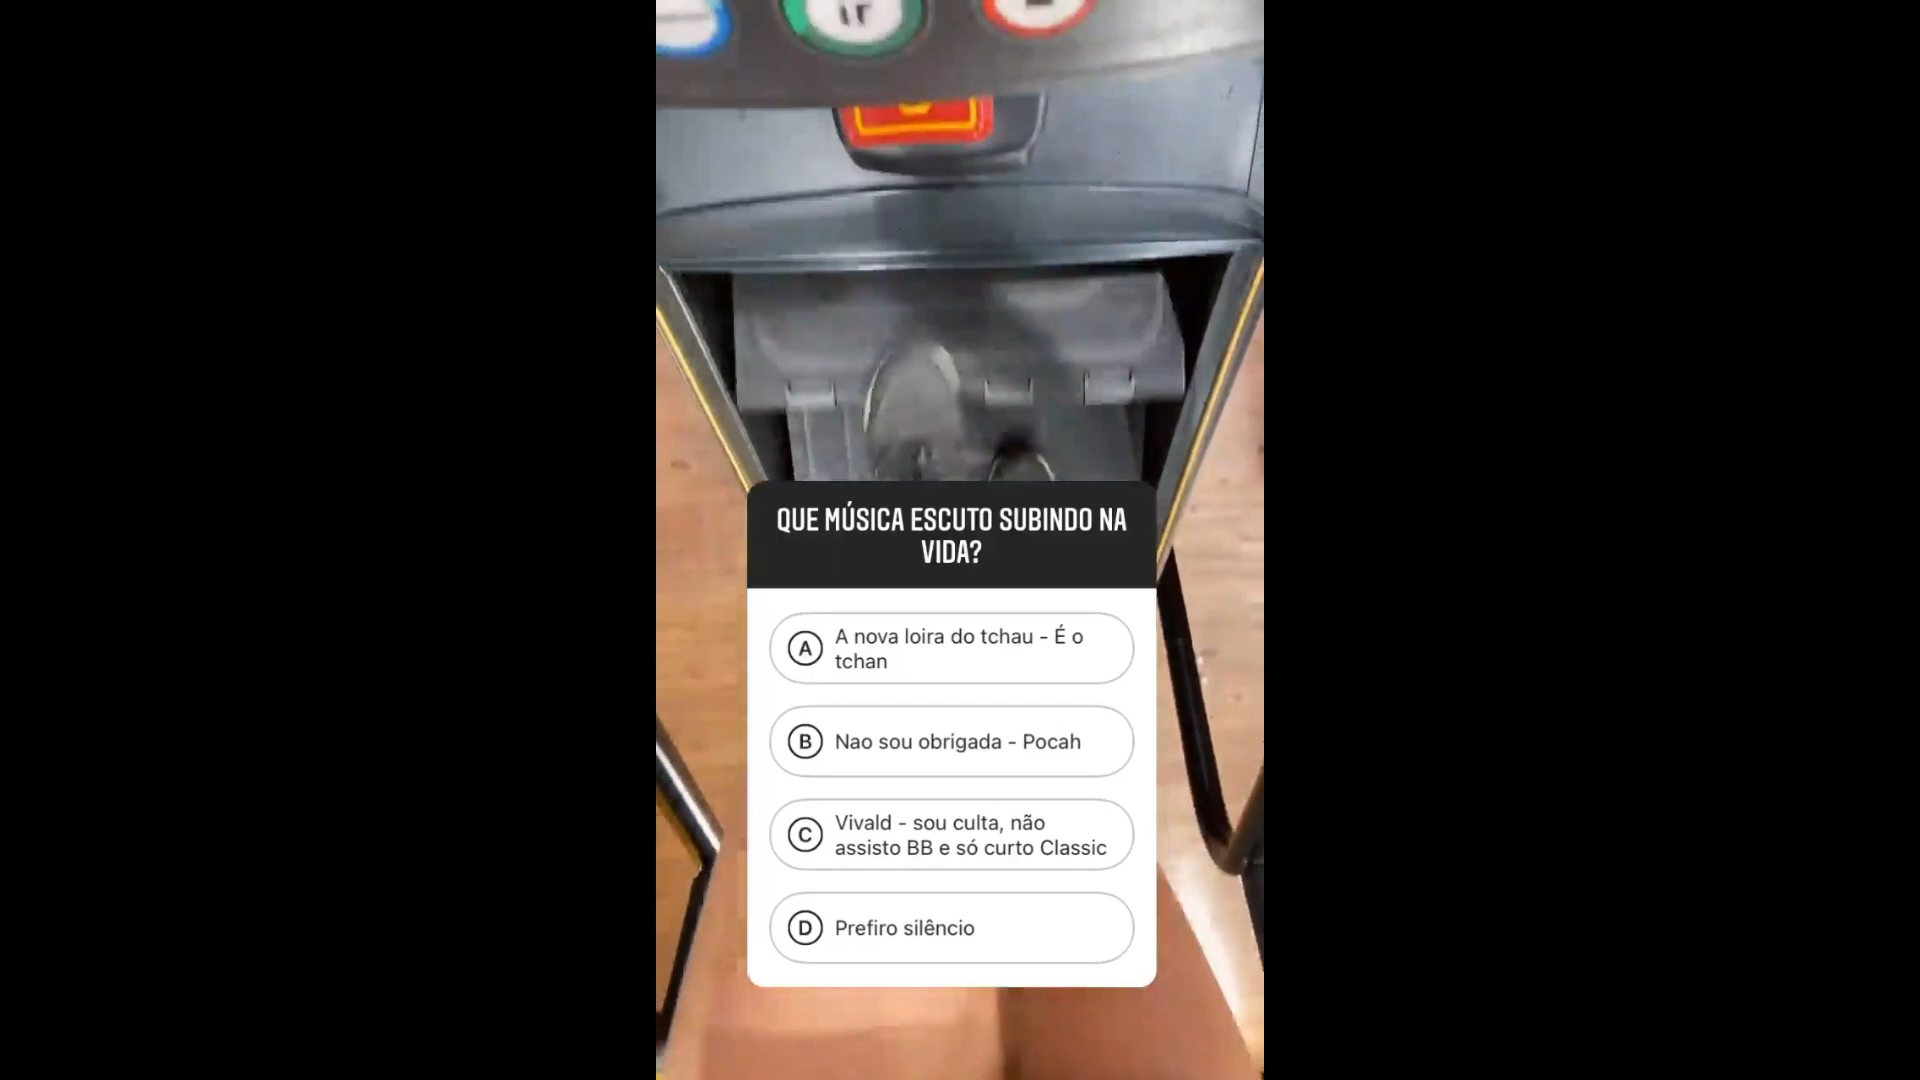 QUE MÚSICA ESCUTO SUBINDO NA
VIDA?
A
A nova loira do tchau - É o
tchan
B
Nao sou obrigada - Pocah
C
Vivald - sou culta, não
assisto BB e só curto Classic
D
Prefiro silêncio